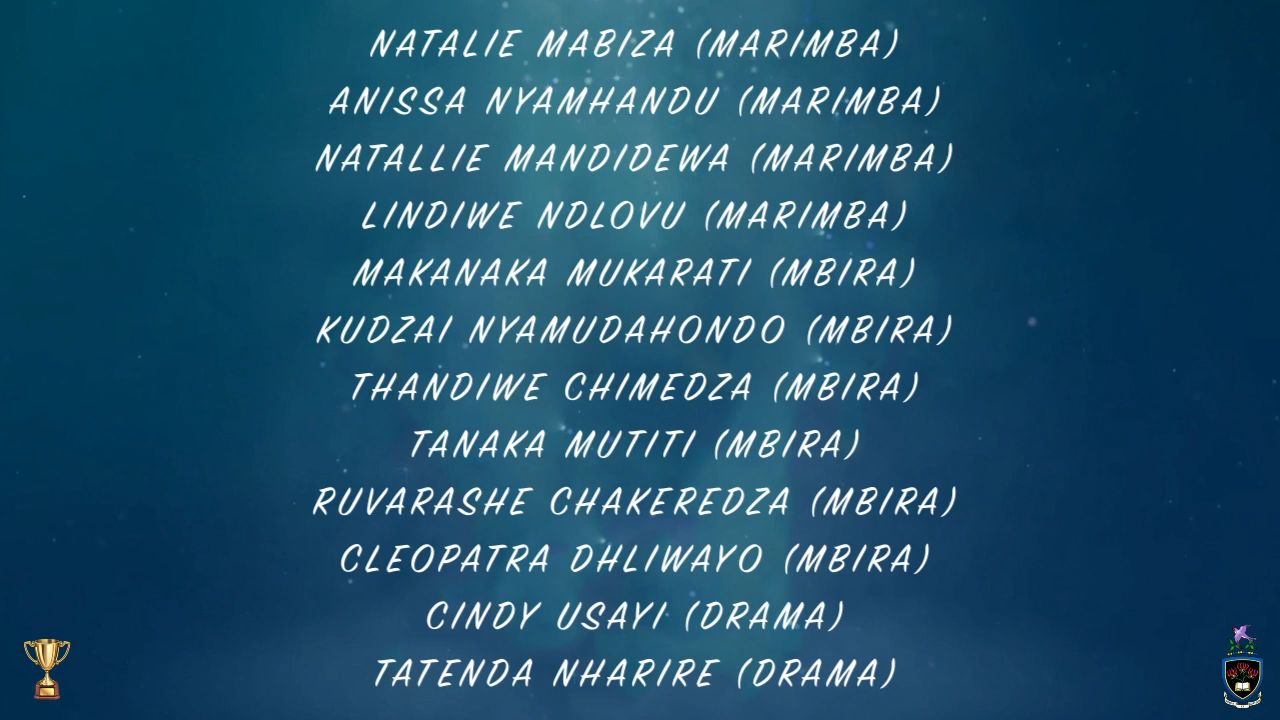 NATALIE MABIZA (MARIMBA)
ANISSA NYAMHANDU (MARIMBA)
NATALLIE MANDIDEWA (MARIMBA)
LINDIWE NDLOVU (MARIMBA)
MAKANAKA MUKARATI (MBIRA)
KUDZAI NYAMUDAHONDO (MBIRA)
THANDIWE CHIMEDZA (MBIRA)
TANAKA MUTITI (MBIRA)
RUVARASHE CHAKEREDZA (MBIRA)
CLEOPATRA DHLIWAYO (MBIRA)
CINDY USAYI (DRAMA)
TATENDA NHARIRE (DRAMA)